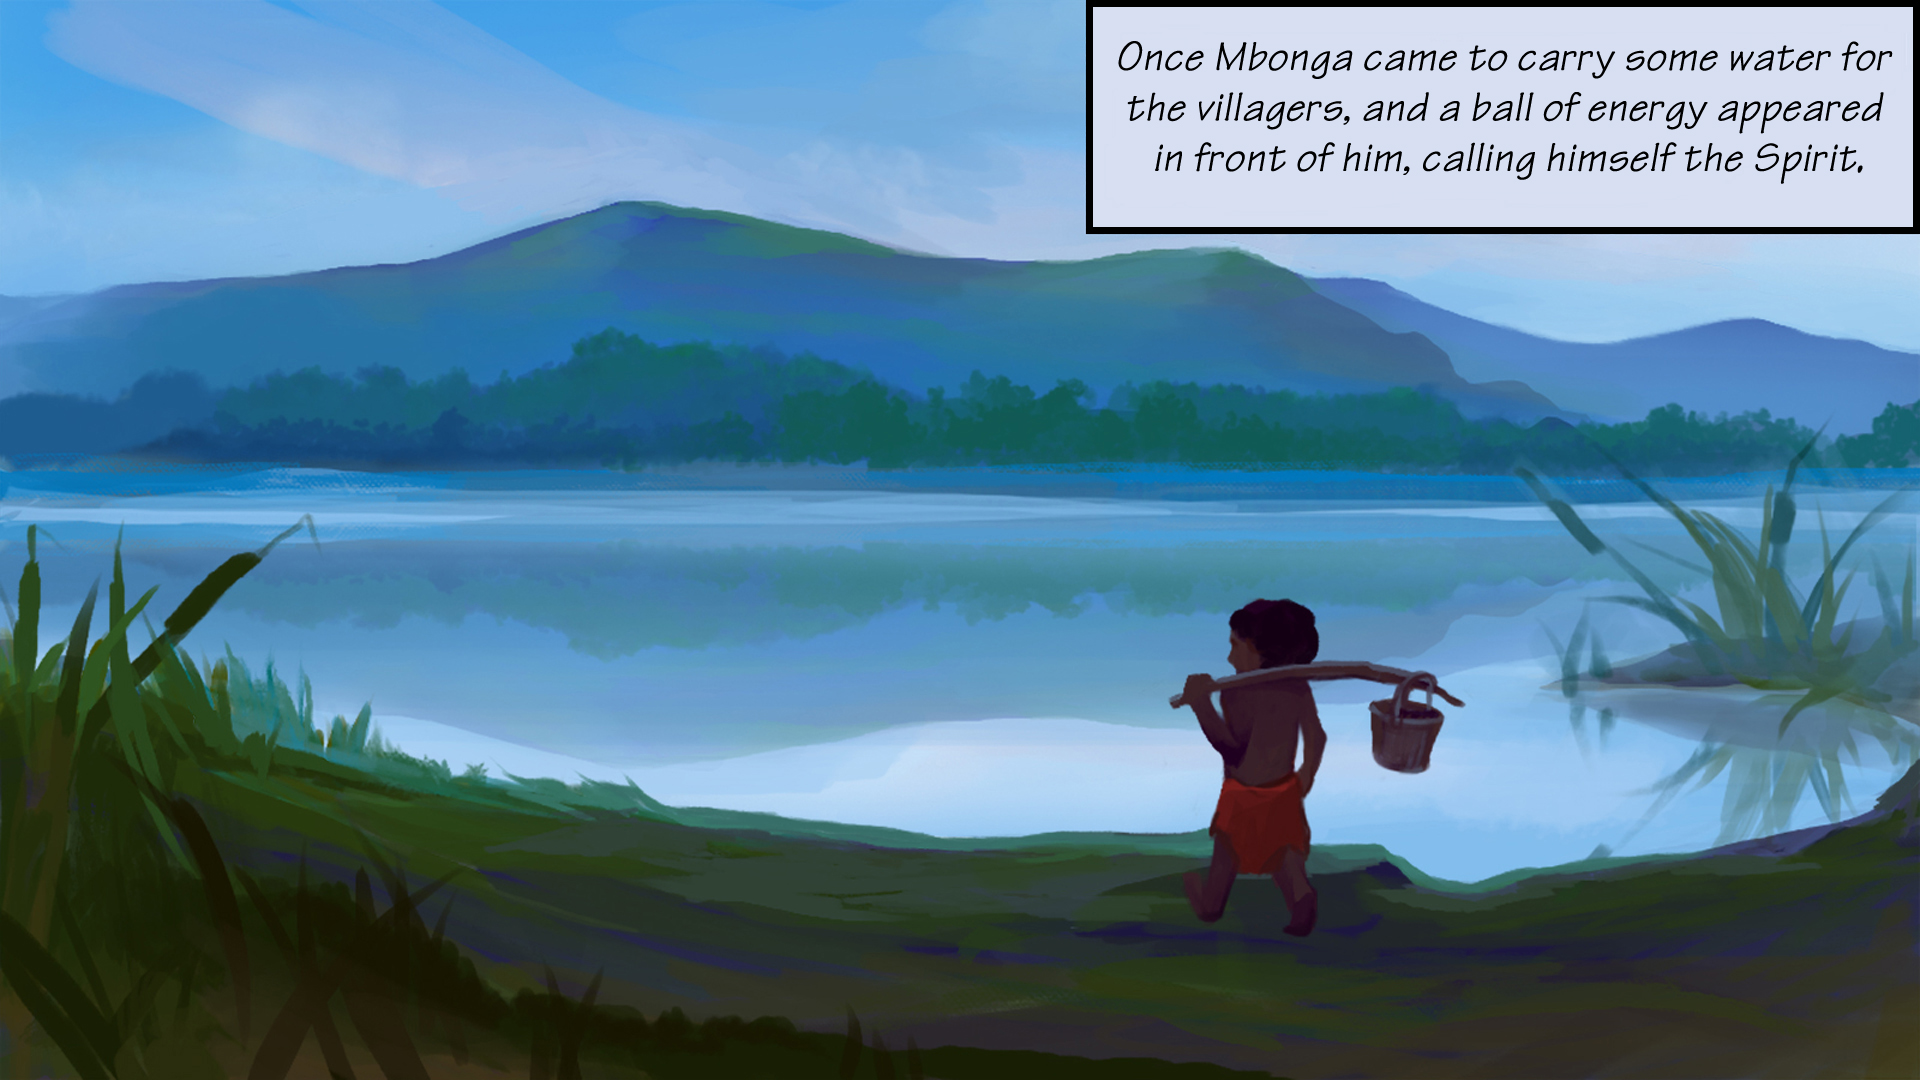 Once Mbonga came to carry some water for
the villagers, and a ball of energy appeared
in front of him, calling himself the Spirit.